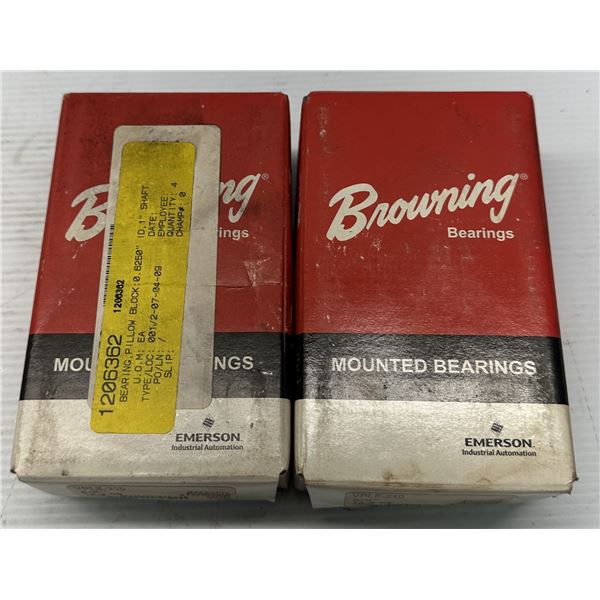 Browning®
Bearings
MOUNTED BEARINGS
EMERSON
Industrial Automation
1206362
1206362
BEARING,PILLOW BLOCK:0.6250" ID,1" SHAFT
U.O.M: EA
DATE:
TYPE/LOC: 001/2-07-04-09
EMPLOYEE:
PO/LN: /
QUANTITY: 4
SLIP:
CHAMP#: 0
Browning®
Bearings
MOUNTED BEARINGS
EMERSON
Industrial Automation